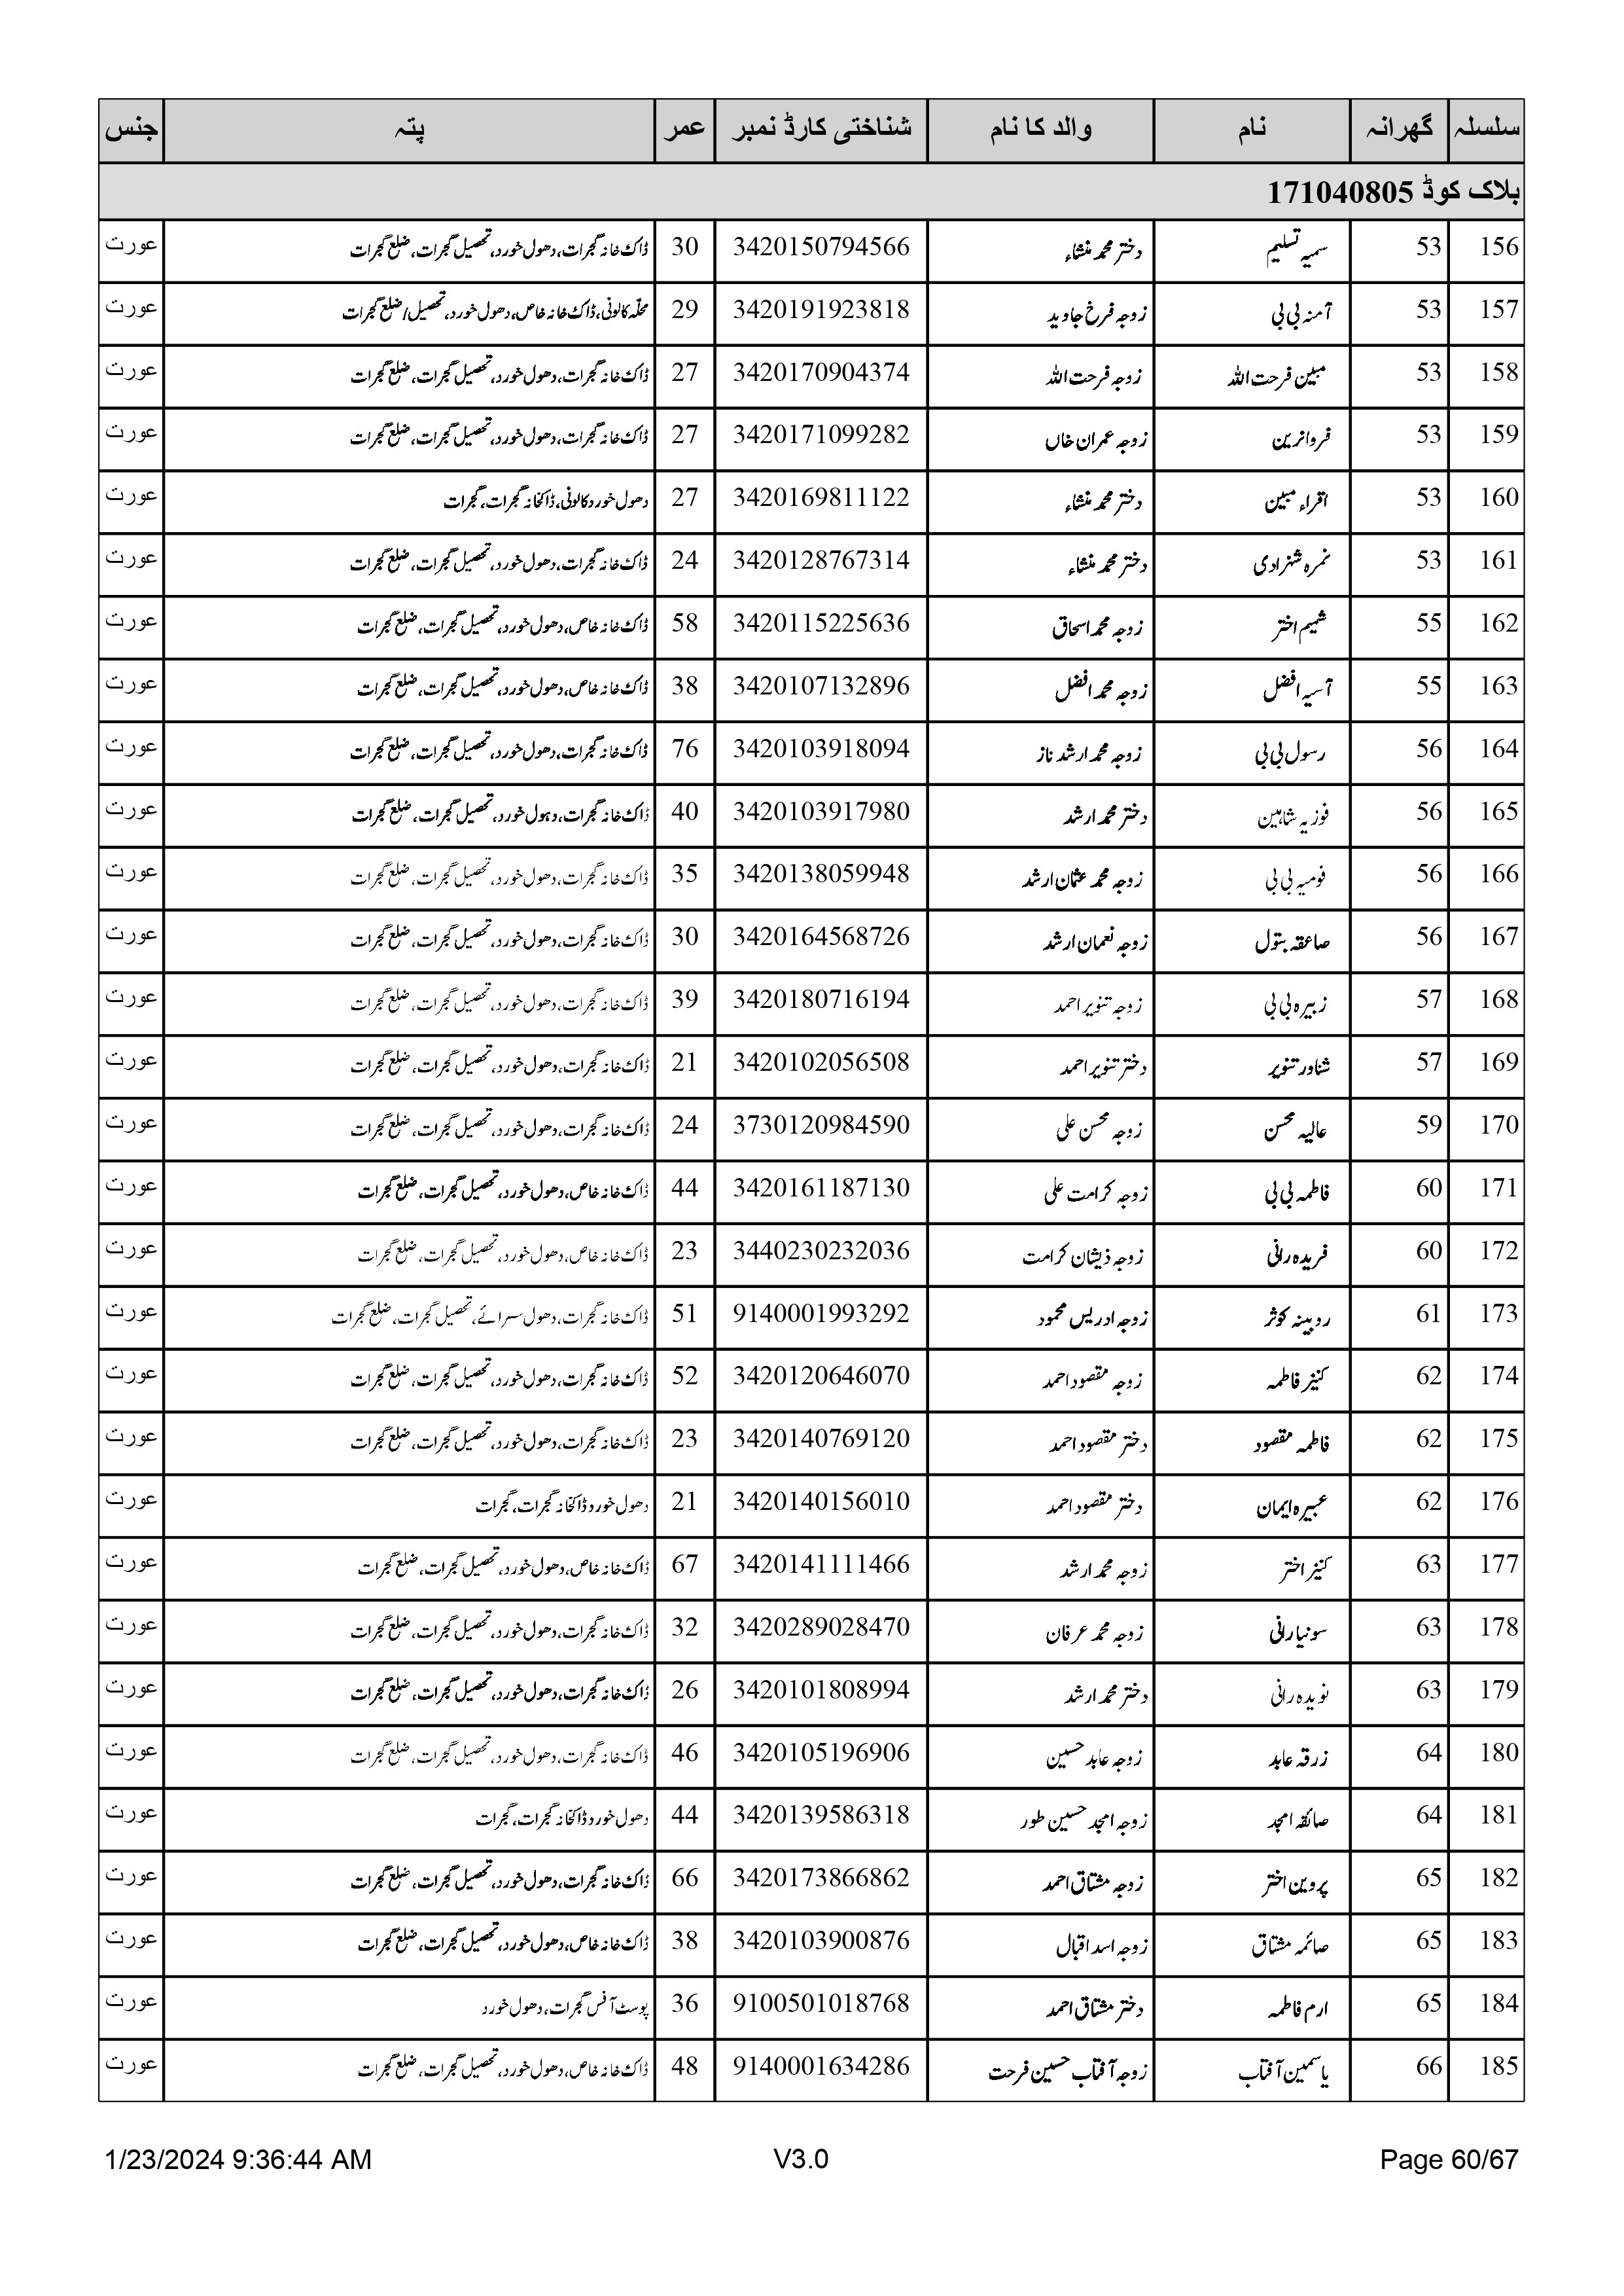 سلسلہ گھرانہ نام والد کا نام شناختی کارڈ نمبر عمر پتہ جنس
بلاک کوڈ 171040805
156 53 سمیہ تسلیم دختر محمد منشاء 3420150794566 30 ڈاک خانہ گجرات، دھول خورد، تحصیل گجرات، ضلع گجرات عورت
157 53 آمنہ بی بی زوجہ فرخ جاوید 3420191923818 29 محلہ کالونی، ڈاک خانہ خاص، دھول خورد، تحصیل/ضلع گجرات عورت
158 53 مبین فرحت اللہ زوجہ فرحت اللہ 3420170904374 27 ڈاک خانہ گجرات، دھول خورد، تحصیل گجرات، ضلع گجرات عورت
159 53 فروا نرین زوجہ عمران خاں 3420171099282 27 ڈاک خانہ گجرات، دھول خورد، تحصیل گجرات، ضلع گجرات عورت
160 53 اقراء مبین دختر محمد منشاء 3420169811122 27 دھول خورد کالونی، ڈاکخانہ گجرات، گجرات عورت
161 53 نمرہ شہزادی دختر محمد منشاء 3420128767314 24 ڈاک خانہ گجرات، دھول خورد، تحصیل گجرات، ضلع گجرات عورت
162 55 شمیم اختر زوجہ محمد اسحاق 3420115225636 58 ڈاک خانہ خاص، دھول خورد، تحصیل گجرات، ضلع گجرات عورت
163 55 آسیہ افضل زوجہ محمد افضل 3420107132896 38 ڈاک خانہ خاص، دھول خورد، تحصیل گجرات، ضلع گجرات عورت
164 56 رسول بی بی زوجہ محمد ارشد ناز 3420103918094 76 ڈاک خانہ گجرات، دھول خورد، تحصیل گجرات، ضلع گجرات عورت
165 56 فوزیہ شاہین دختر محمد ارشد 3420103917980 40 ڈاک خانہ گجرات، دہول خورد، تحصیل گجرات، ضلع گجرات عورت
166 56 فومیہ بی بی زوجہ محمد عثمان ارشد 3420138059948 35 ڈاک خانہ گجرات، دھول خورد، تحصیل گجرات، ضلع گجرات عورت
167 56 صاعقہ بتول زوجہ نعمان ارشد 3420164568726 30 ڈاک خانہ گجرات، دھول خورد، تحصیل گجرات، ضلع گجرات عورت
168 57 زبیرہ بی بی زوجہ تنویر احمد 3420180716194 39 ڈاک خانہ گجرات، دھول خورد، تحصیل گجرات، ضلع گجرات عورت
169 57 شناور تنویر دختر تنویر احمد 3420102056508 21 ڈاک خانہ گجرات، دھول خورد، تحصیل گجرات، ضلع گجرات عورت
170 59 عالیہ محسن زوجہ محسن علی 3730120984590 24 ڈاک خانہ گجرات، دھول خورد، تحصیل گجرات، ضلع گجرات عورت
171 60 فاطمہ بی بی زوجہ کرامت علی 3420161187130 44 ڈاک خانہ خاص، دھول خورد، تحصیل گجرات، ضلع گجرات عورت
172 60 فریدہ رانی زوجہ ذیشان کرامت 3440230232036 23 ڈاک خانہ خاص، دھول خورد، تحصیل گجرات، ضلع گجرات عورت
173 61 روبینہ کوثر زوجہ ادریس محمود 9140001993292 51 ڈاک خانہ گجرات، دھول سرائے، تحصیل گجرات، ضلع گجرات عورت
174 62 کنیز فاطمہ زوجہ مقصود احمد 3420120646070 52 ڈاک خانہ گجرات، دھول خورد، تحصیل گجرات، ضلع گجرات عورت
175 62 فاطمہ مقصود دختر مقصود احمد 3420140769120 23 ڈاک خانہ گجرات، دھول خورد، تحصیل گجرات، ضلع گجرات عورت
176 62 عبیرہ ایمان دختر مقصود احمد 3420140156010 21 دھول خورد ڈاکخانہ گجرات، گجرات عورت
177 63 کنیز اختر زوجہ محمد ارشد 3420141111466 67 ڈاک خانہ خاص، دھول خورد، تحصیل گجرات، ضلع گجرات عورت
178 63 سونیا رانی زوجہ محمد عرفان 3420289028470 32 ڈاک خانہ گجرات، دھول خورد، تحصیل گجرات، ضلع گجرات عورت
179 63 نویدہ رانی دختر محمد ارشد 3420101808994 26 ڈاک خانہ گجرات، دھول خورد، تحصیل گجرات، ضلع گجرات عورت
180 64 زرقہ عابد زوجہ عابد حسین 3420105196906 46 ڈاک خانہ گجرات، دھول خورد، تحصیل گجرات، ضلع گجرات عورت
181 64 صائقہ امجد زوجہ امجد حسین طور 3420139586318 44 دھول خورد ڈاکخانہ گجرات، گجرات عورت
182 65 پروین اختر زوجہ مشتاق احمد 3420173866862 66 ڈاک خانہ گجرات، دھول خورد، تحصیل گجرات، ضلع گجرات عورت
183 65 صائمہ مشتاق زوجہ اسد اقبال 3420103900876 38 ڈاک خانہ خاص، دھول خورد، تحصیل گجرات، ضلع گجرات عورت
184 65 ارم فاطمہ دختر مشتاق احمد 9100501018768 36 پوسٹ آفس گجرات، دھول خورد عورت
185 66 یاسمین آفتاب زوجہ آفتاب حسین فرحت 9140001634286 48 ڈاک خانہ خاص، دھول خورد، تحصیل گجرات، ضلع گجرات عورت
1/23/2024 9:36:44 AM V3.0 Page 60/67